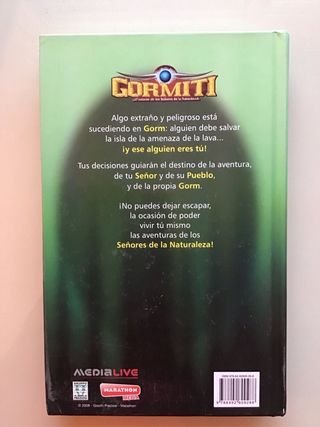 GORMITI
Algo extraño y peligroso está
sucediendo en Gorm: alguien debe salvar
la isla de la amenaza de la lava...
¡y ese alguien eres tú!
Tus decisiones guiarán el destino de la aventura,
de tu Señor y de su Pueblo,
y de la propia Gorm.
¡No puedes dejar escapar,
la ocasión de poder
vivir tú mismo
las aventuras de los
Señores de la Naturaleza!
MEDIALIVE
MARATHON